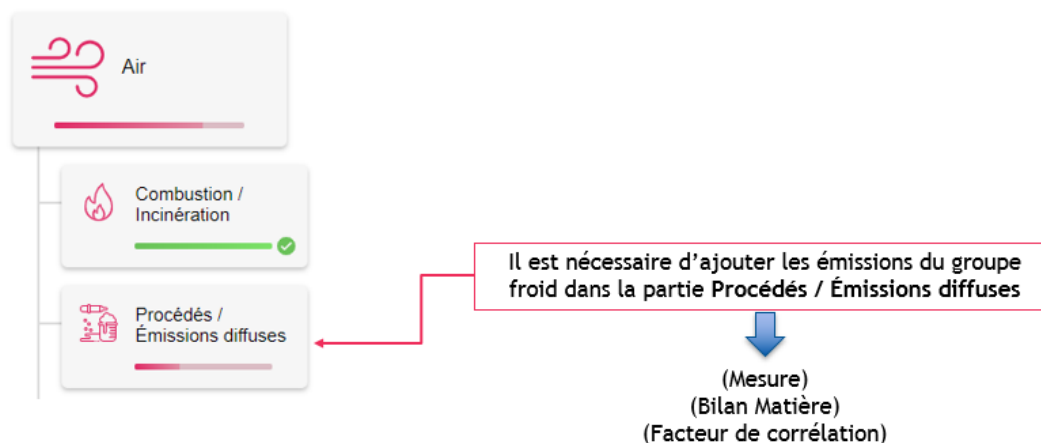 Air
Combustion /
Incinération
Procédés /
Émissions diffuses
Il est nécessaire d’ajouter les émissions du groupe
froid dans la partie Procédés / Émissions diffuses
(Mesure)
(Bilan Matière)
(Facteur de corrélation)